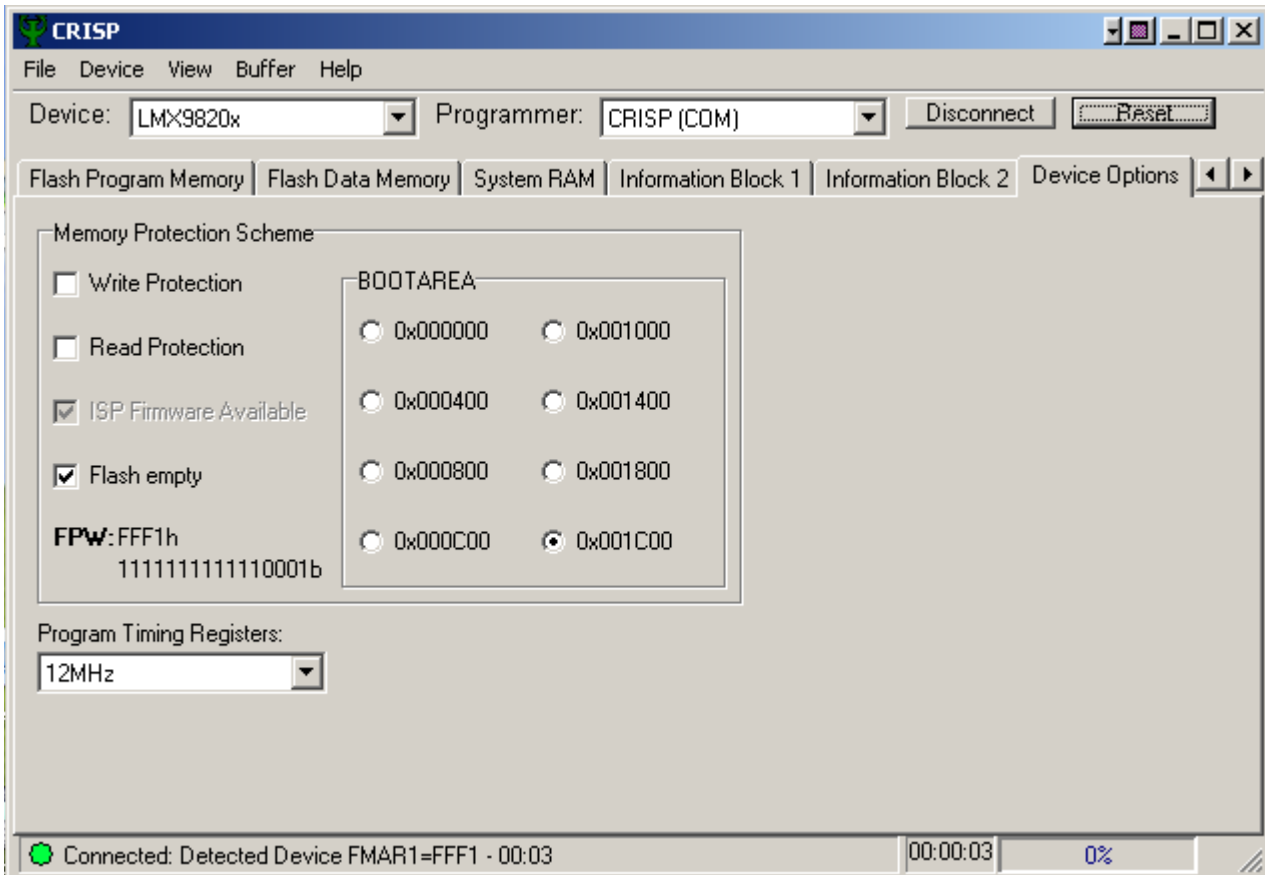 CRISP
File Device View Buffer Help
Device: LMX9820x Programmer: CRISP (COM) Disconnect Reset
Flash Program Memory Flash Data Memory System RAM Information Block 1 Information Block 2 Device Options
Memory Protection Scheme
Write Protection
Read Protection
ISP Firmware Available
Flash empty
FPW: FFF1h
1111111111110001b
BOOTAREA
0x000000 0x001000
0x000400 0x001400
0x000800 0x001800
0x000C00 0x001C00
Program Timing Registers:
12MHz
Connected: Detected Device FMAR1=FFF1 - 00:03 00:00:03 0%